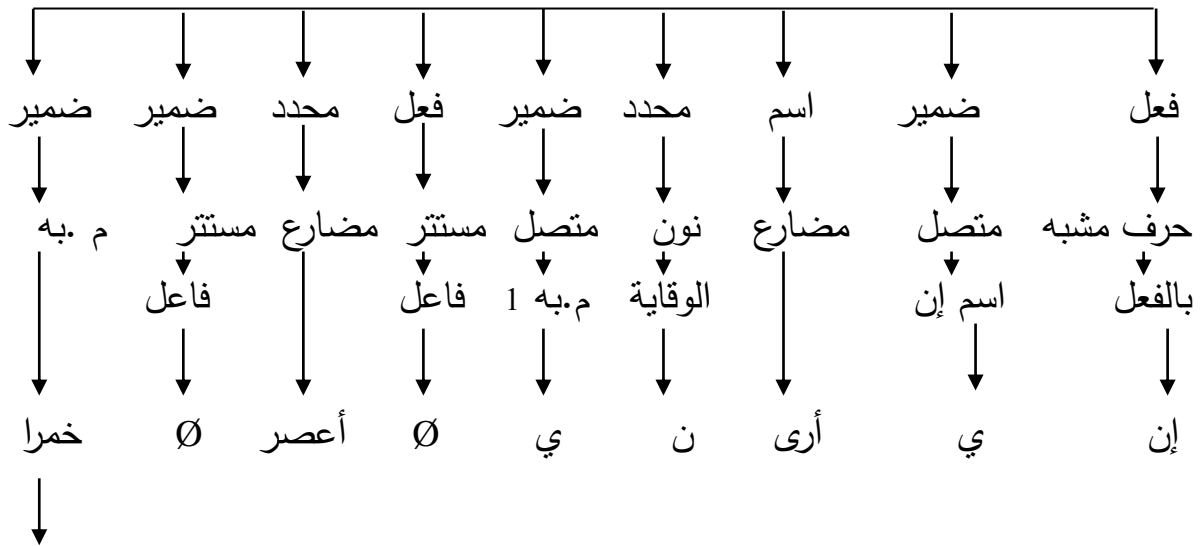 فعل ضمير اسم محدد ضمير فعل محدد ضمير ضمير
حرف مشبه متصل مضارع نون متصل مستتر مضارع مستتر م .به
بالفعل اسم إن الوقاية م.به 1 فاعل فاعل
إن ي أرى ن ي Ø أعصر Ø خمرا